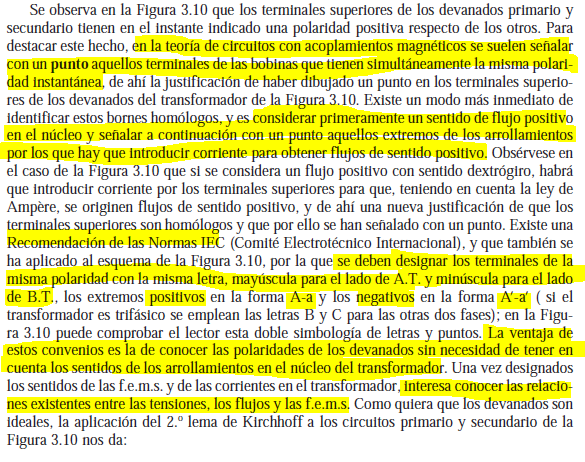 Se observa en la Figura 3.10 que los terminales superiores de los devanados primario y
secundario tienen en el instante indicado una polaridad positiva respecto de los otros. Para
destacar este hecho, en la teoría de circuitos con acoplamientos magnéticos se suelen señalar
con un punto aquellos terminales de las bobinas que tienen simultáneamente la misma polari-
dad instantánea, de ahí la justificación de haber dibujado un punto en los terminales superio-
res de los devanados del transformador de la Figura 3.10. Existe un modo más inmediato de
identificar estos bornes homólogos, y es considerar primeramente un sentido de flujo positivo
en el núcleo y señalar a continuación con un punto aquellos extremos de los arrollamientos
por los que hay que introducir corriente para obtener flujos de sentido positivo. Obsérvese en
el caso de la Figura 3.10 que si se considera un flujo positivo con sentido dextrógiro, habrá
que introducir corriente por los terminales superiores para que, teniendo en cuenta la ley de
Ampère, se originen flujos de sentido positivo, y de ahí una nueva justificación de que los
terminales superiores son homólogos y que por ello se han señalado con un punto. Existe una
Recomendación de las Normas IEC (Comité Electrotécnico Internacional), y que también se
ha aplicado al esquema de la Figura 3.10, por la que se deben designar los terminales de la
misma polaridad con la misma letra, mayúscula para el lado de A.T. y minúscula para el lado
de B.T., los extremos positivos en la forma A-a y los negativos en la forma A′-a′ ( si el
transformador es trifásico se emplean las letras B y C para las otras dos fases); en la Figu-
ra 3.10 puede comprobar el lector esta doble simbología de letras y puntos. La ventaja de
estos convenios es la de conocer las polaridades de los devanados sin necesidad de tener en
cuenta los sentidos de los arrollamientos en el núcleo del transformador. Una vez designados
los sentidos de las f.e.m.s. y de las corrientes en el transformador, interesa conocer las relacio-
nes existentes entre las tensiones, los flujos y las f.e.m.s. Como quiera que los devanados son
ideales, la aplicación del 2.º lema de Kirchhoff a los circuitos primario y secundario de la
Figura 3.10 nos da: